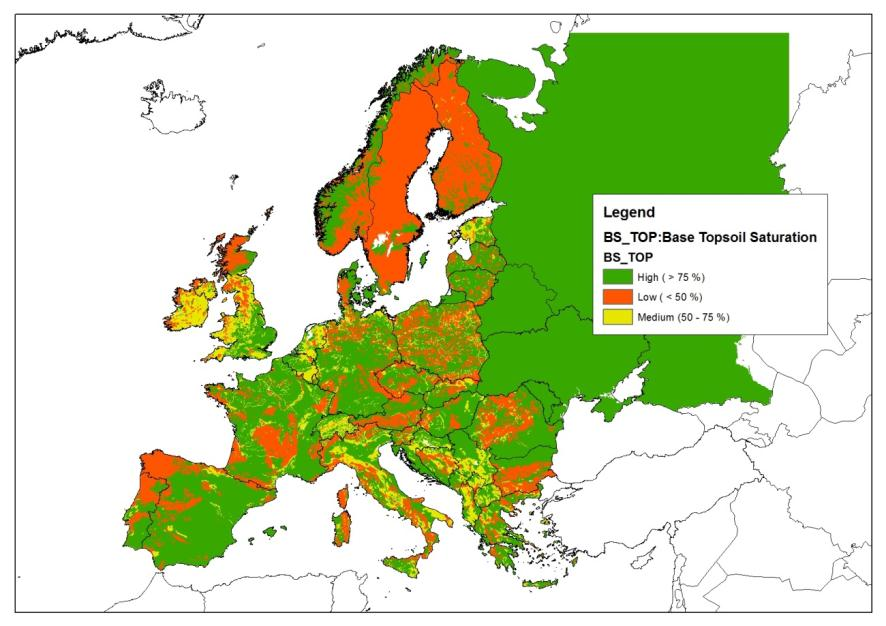 Legend
BS_TOP:Base Topsoil Saturation
BS_TOP
High ( > 75 %)
Low ( < 50 %)
Medium (50 - 75 %)